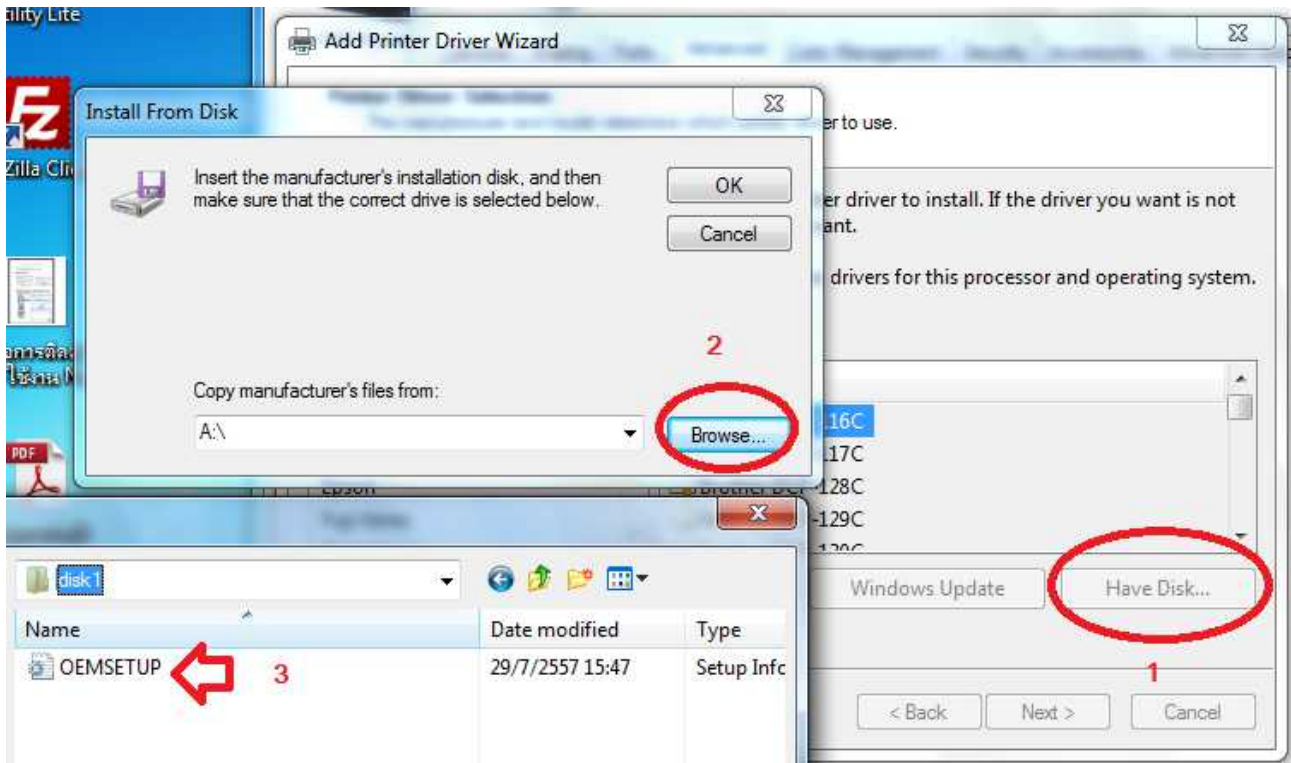 tility Lite
Add Printer Driver Wizard
Install From Disk
er to use.
Zilla Clie
Insert the manufacturer's installation disk, and then
make sure that the correct drive is selected below.
OK
Cancel
er driver to install. If the driver you want is not
ant.
drivers for this processor and operating system.
2
Copy manufacturer's files from:
A:\
Browse...
116C
117C
-128C
-129C
PDF
disk1
Windows Update
Have Disk...
Name
Date modified
Type
OEMSETUP
3
29/7/2557 15:47
Setup Info
1
< Back
Next >
Cancel